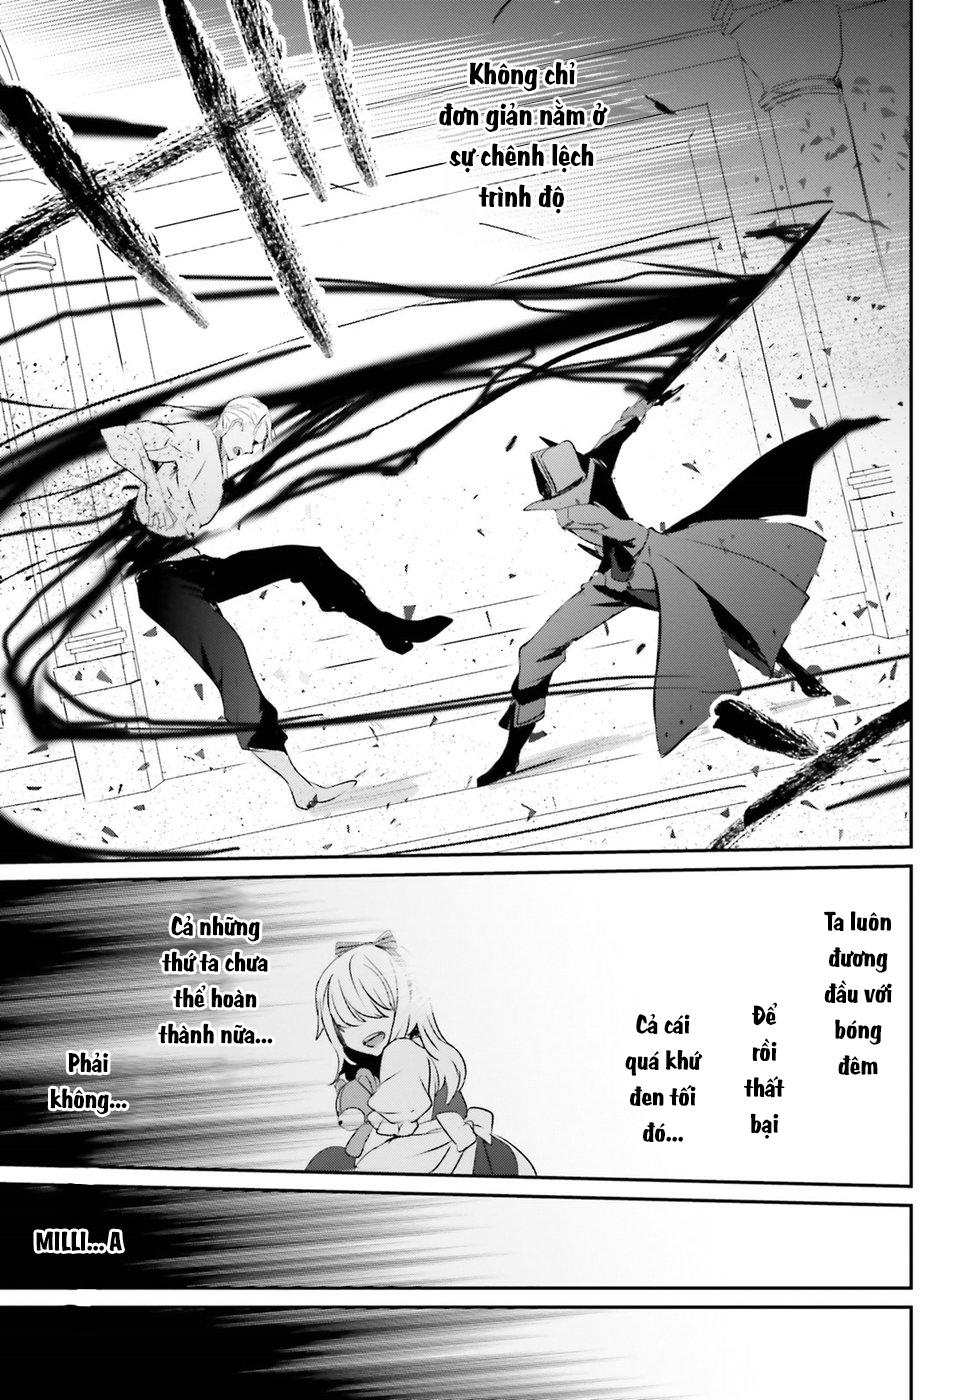 Không chỉ
đơn giản nằm ở
sự chênh lệch
trình độ
Ta luôn
đương
đầu với
bóng
đêm
Để
rồi
thất
bại
Cả cái
quá khứ
đen tối
đó...
Cả những
thứ ta chưa
thể hoàn
thành nữa...
Phải
không...
MILLI... A